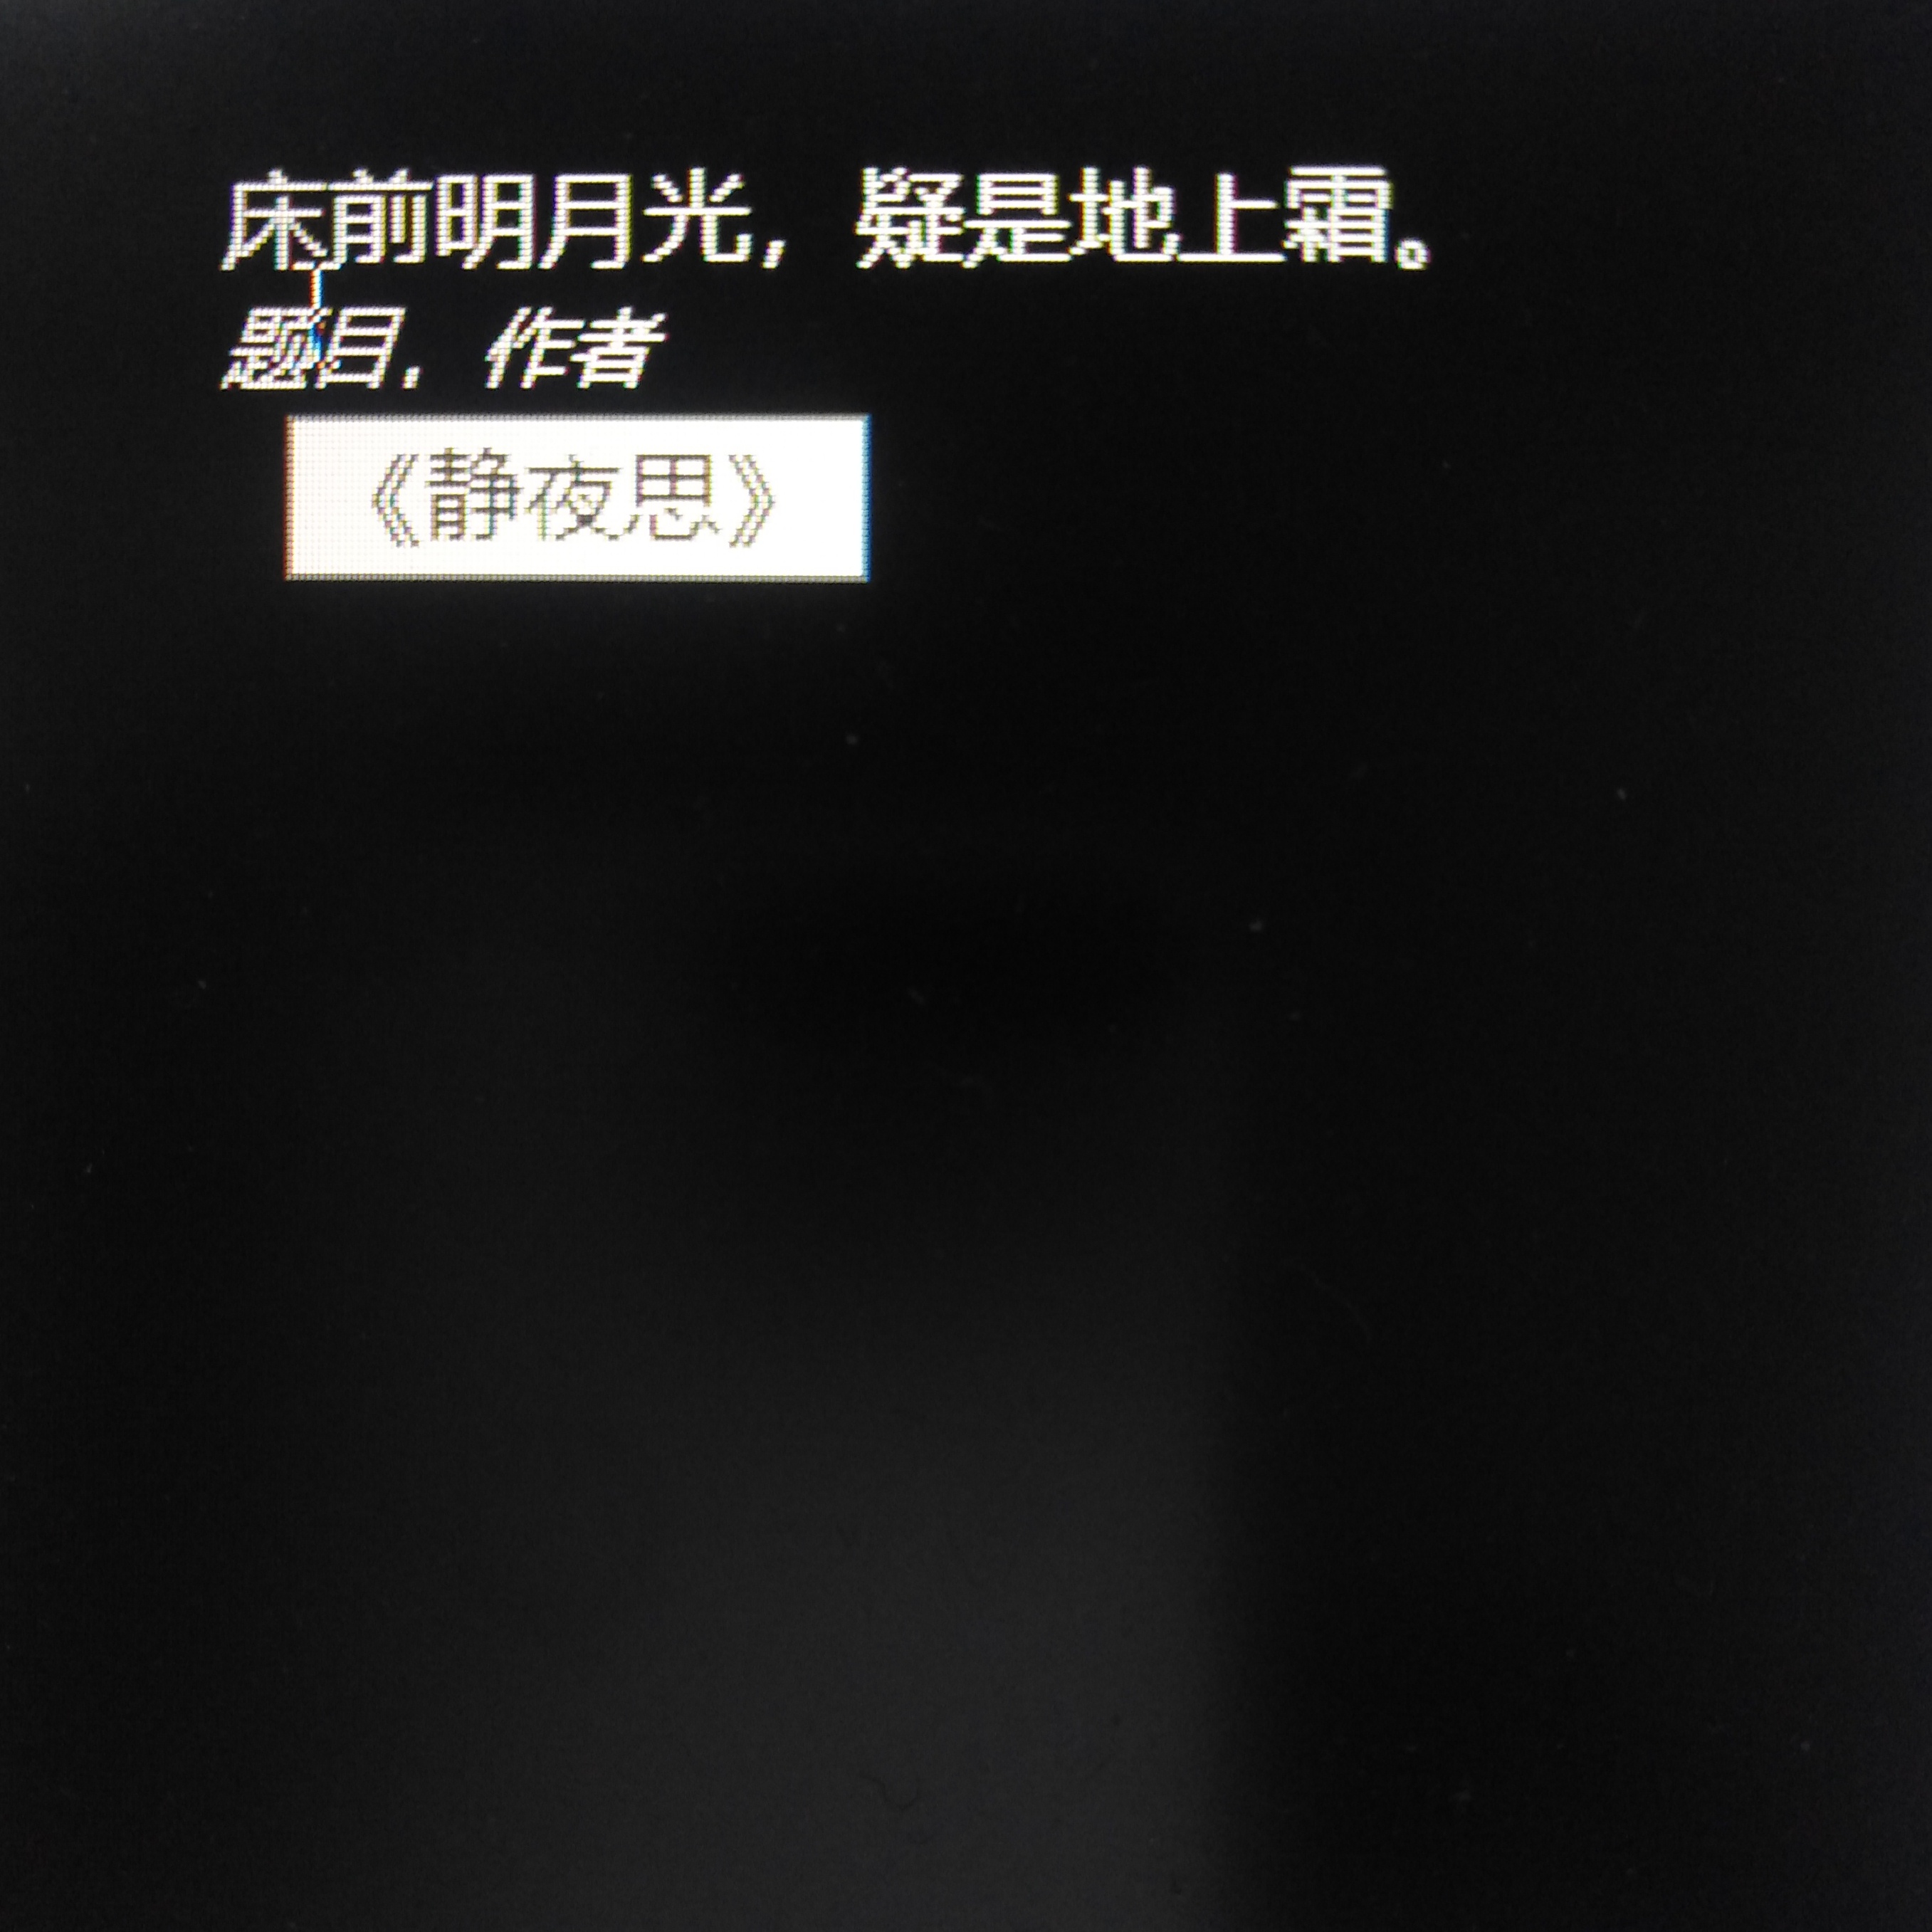 床前明月光，疑是地上霜。
题目，作者
《静夜思》